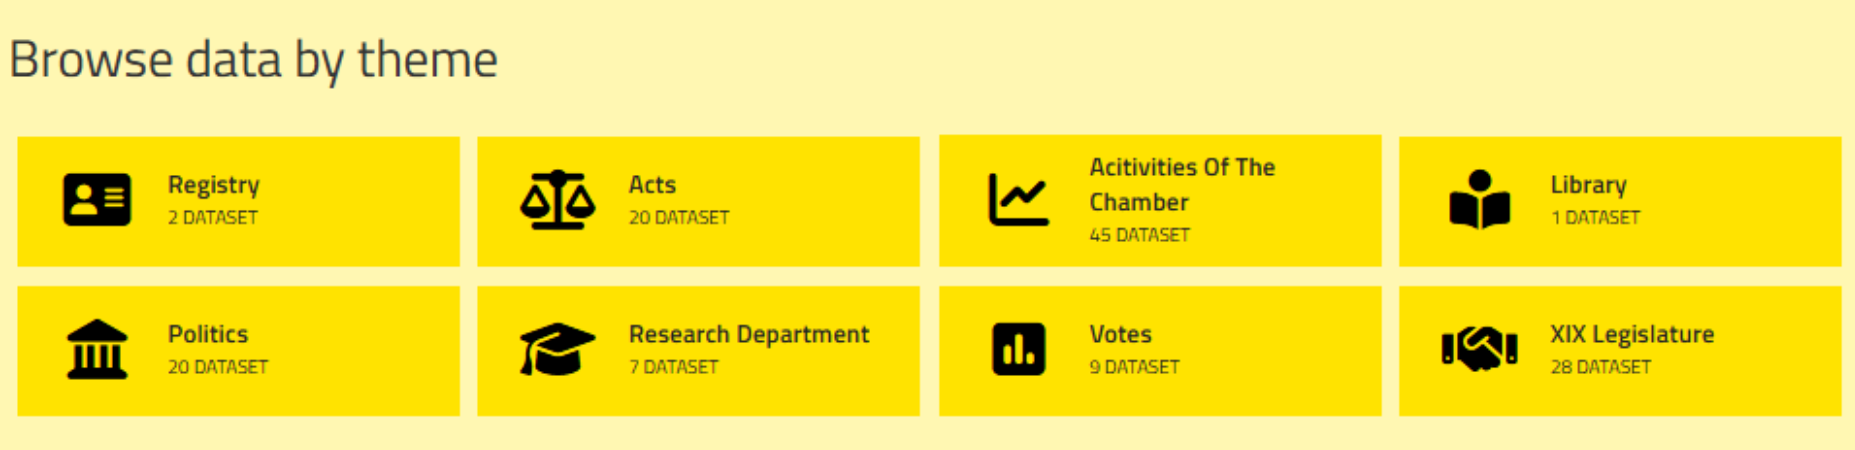 Browse data by theme
Registry
2 DATASET
Acts
20 DATASET
Acitivities Of The
Chamber
45 DATASET
Library
1 DATASET
Politics
20 DATASET
Research Department
7 DATASET
Votes
9 DATASET
XIX Legislature
28 DATASET